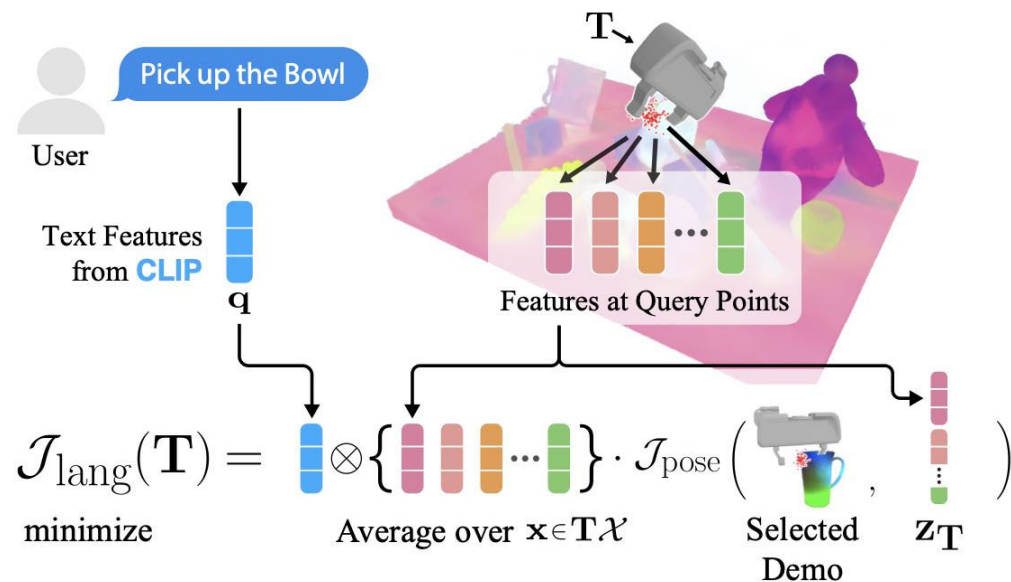 Pick up the Bowl
User
T
Text Features
from CLIP
q
Features at Query Points
𝒥lang(T) = ⊗ { ... } · 𝒥pose ( , )
minimize
Average over x∈T𝒳
Selected
Demo
zT